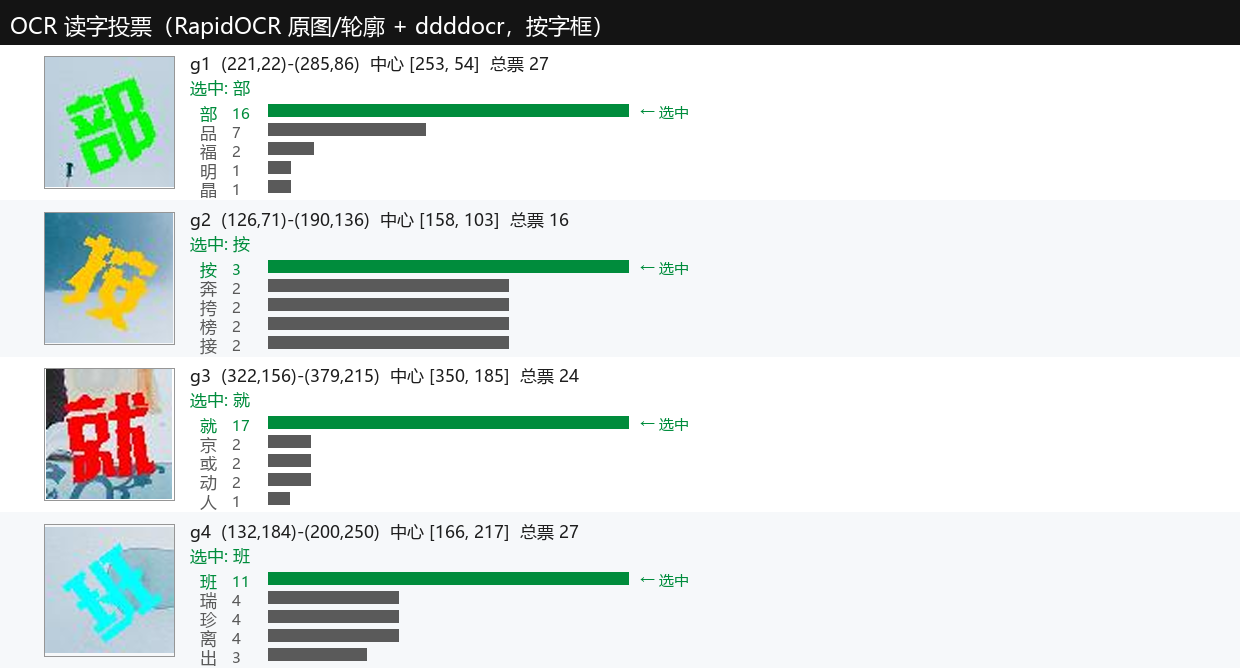 OCR 读字投票（RapidOCR 原图/轮廓 + ddddocr，按字框）
部
g1 (221,22)-(285,86) 中心 [253, 54] 总票 27
选中: 部
部 16 ← 选中
品 7
福 2
明 1
晶 1
按
g2 (126,71)-(190,136) 中心 [158, 103] 总票 16
选中: 按
按 3 ← 选中
奔 2
挎 2
榜 2
接 2
就
g3 (322,156)-(379,215) 中心 [350, 185] 总票 24
选中: 就
就 17 ← 选中
京 2
或 2
动 2
人 1
班
g4 (132,184)-(200,250) 中心 [166, 217] 总票 27
选中: 班
班 11 ← 选中
瑞 4
珍 4
离 4
出 3